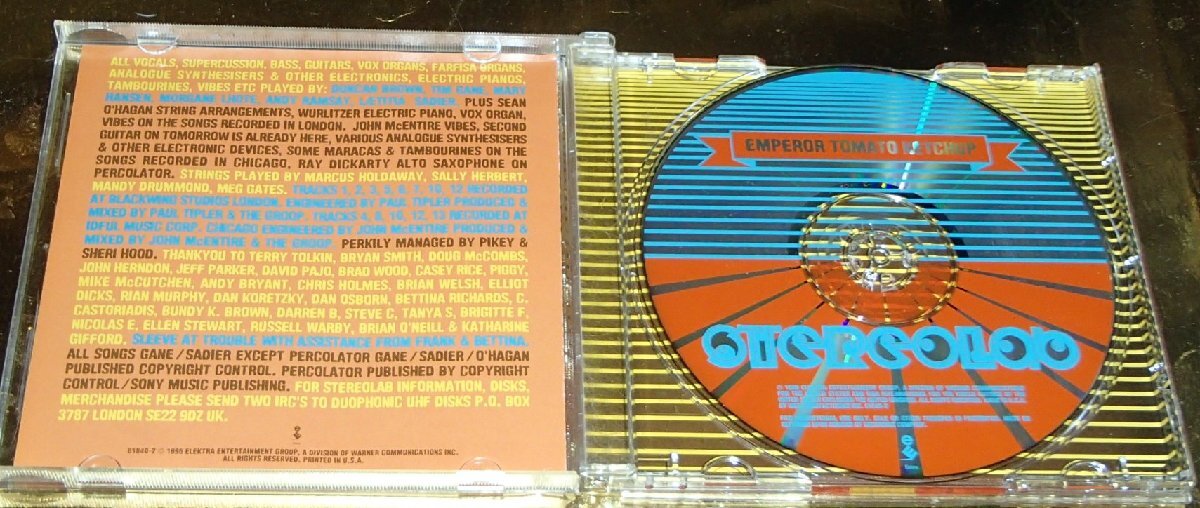 ALL VOCALS, SUPERCUSSION, BASS, GUITARS, VOX ORGANS, FARFISA ORGANS,
ANALOGUE SYNTHESISERS & OTHER ELECTRONICS, ELECTRIC PIANOS,
TAMBOURINES, VIBES ETC PLAYED BY: DUNCAN BROWN, TIM GANE, MARY
HANSEN, MORGANE LHOTE, ANDY RAMSAY, LÆTITIA SADIER. PLUS SEAN
O'HAGAN STRING ARRANGEMENTS, WURLITZER ELECTRIC PIANO, VOX ORGAN,
VIBES ON THE SONGS RECORDED IN LONDON. JOHN McENTIRE VIBES, SECOND
GUITAR ON TOMORROW IS ALREADY HERE, VARIOUS ANALOGUE SYNTHESISERS
& OTHER ELECTRONIC DEVICES, SOME MARACAS & TAMBOURINES ON THE
SONGS RECORDED IN CHICAGO, RAY DICKARTY ALTO SAXOPHONE ON
PERCOLATOR. STRINGS PLAYED BY MARCUS HOLDAWAY, SALLY HERBERT,
MANDY DRUMMOND, MEG GATES. TRACKS 1, 2, 3, 5, 6, 7, 10, 12 RECORDED
AT BLACKWING STUDIOS LONDON. ENGINEERED BY PAUL TIPLER PRODUCED &
MIXED BY PAUL TIPLER & THE GROOP. TRACKS 4, 8, 10, 12, 13 RECORDED AT
IDFUL MUSIC CORP. CHICAGO ENGINEERED BY JOHN McENTIRE PRODUCED &
MIXED BY JOHN McENTIRE & THE GROOP. PERKILY MANAGED BY PIKEY &
SHERI HOOD. THANKYOU TO TERRY TOLKIN, BRYAN SMITH, DOUG McCOMBS,
JOHN HERNDON, JEFF PARKER, DAVID PAJO, BRAD WOOD, CASEY RICE, PIGGY,
MIKE McCUTCHEN, ANDY BRYANT, CHRIS HOLMES, BRIAN WELSH, ELLIOT
DICKS, RIAN MURPHY, DAN KORETZKY, DAN OSBORN, BETTINA RICHARDS, C.
CASTORIADIS, BUNDY K. BROWN, DARREN B, STEVE C, TANYA S, BRIGITTE F,
NICOLAS E, ELLEN STEWART, RUSSELL WARBY, BRIAN O'NEILL & KATHARINE
GIFFORD. SLEEVE AT TROUBLE WITH ASSISTANCE FROM FRANK & BETTINA.
ALL SONGS GANE/SADIER EXCEPT PERCOLATOR GANE/SADIER/O'HAGAN
PUBLISHED COPYRIGHT CONTROL. PERCOLATOR PUBLISHED BY COPYRIGHT
CONTROL/SONY MUSIC PUBLISHING. FOR STEREOLAB INFORMATION, DISKS,
MERCHANDISE PLEASE SEND TWO IRC'S TO DUOPHONIC UHF DISKS P.O. BOX
3787 LONDON SE22 9DZ UK.
61840-2 ℗ 1996 ELEKTRA ENTERTAINMENT GROUP, A DIVISION OF WARNER COMMUNICATIONS INC.
ALL RIGHTS RESERVED. PRINTED IN U.S.A.
EMPEROR TOMATO KETCHUP
STEREOLAB